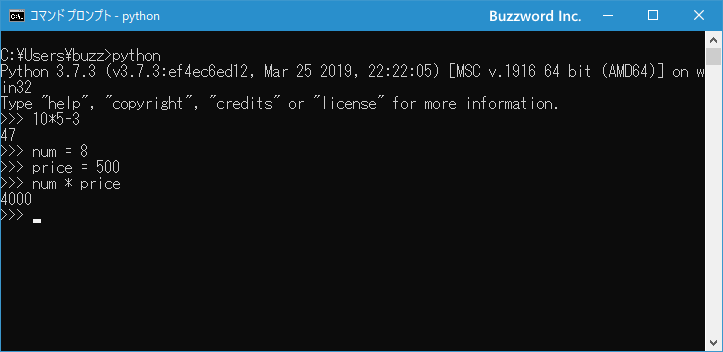 コマンドプロンプト - python
Buzzword Inc.
C:¥Users¥buzz>python
Python 3.7.3 (v3.7.3:ef4ec6ed12, Mar 25 2019, 22:22:05) [MSC v.1916 64 bit (AMD64)] on w
in32
Type "help", "copyright", "credits" or "license" for more information.
>>> 10*5-3
47
>>> num = 8
>>> price = 500
>>> num * price
4000
>>>